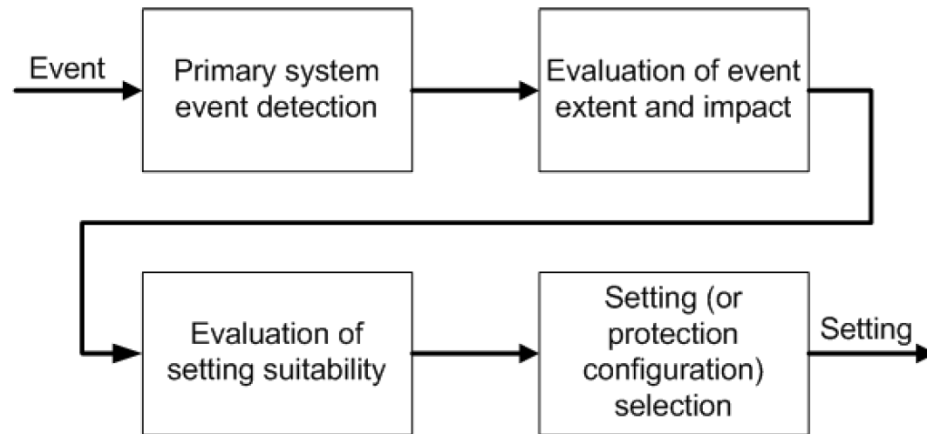 Event
Primary system
event detection
Evaluation of event
extent and impact
Evaluation of
setting suitability
Setting (or
protection
configuration)
selection
Setting